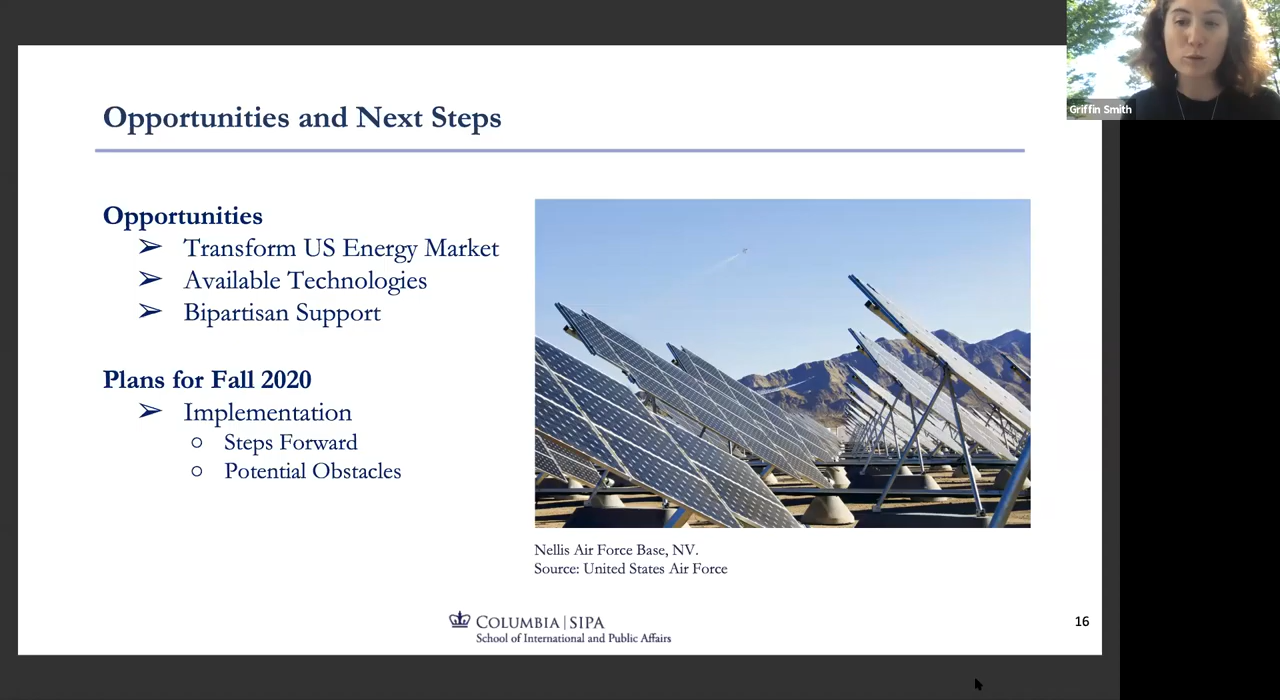 Griffin Smith
Opportunities and Next Steps
Opportunities
➢ Transform US Energy Market
➢ Available Technologies
➢ Bipartisan Support
Plans for Fall 2020
➢ Implementation
○ Steps Forward
○ Potential Obstacles
Nellis Air Force Base, NV.
Source: United States Air Force
COLUMBIA | SIPA
School of International and Public Affairs
16